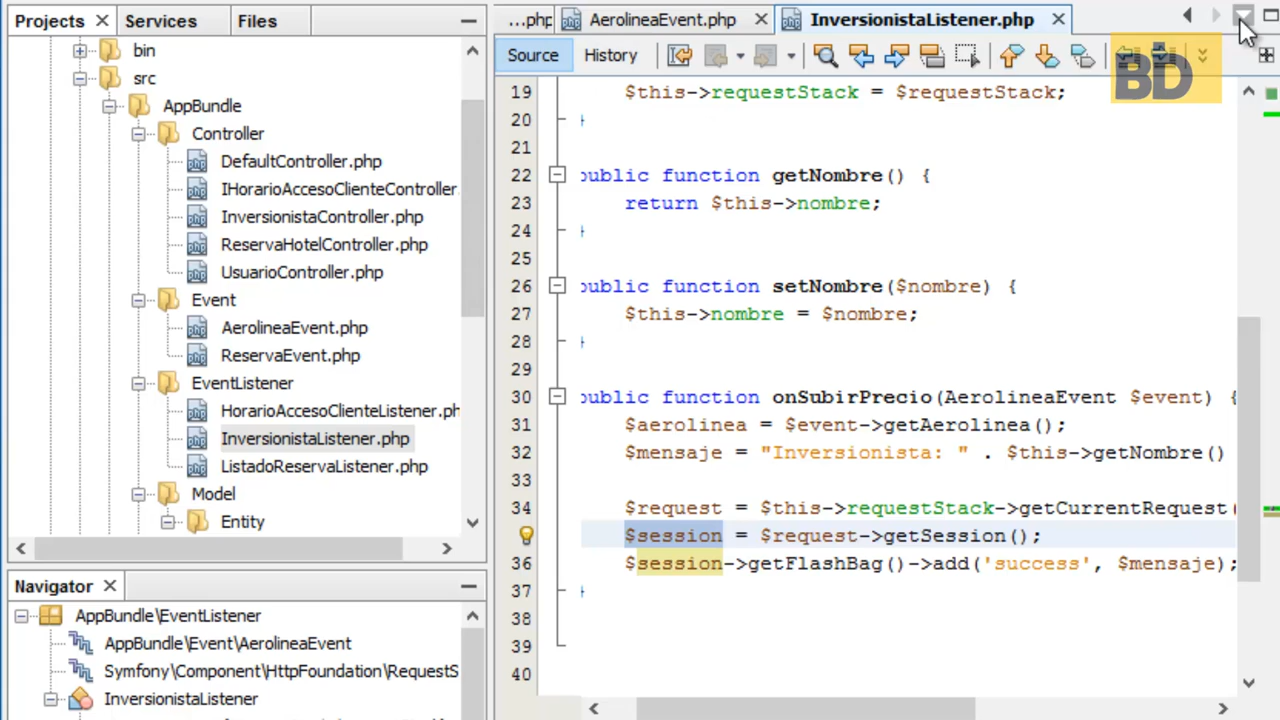 Projects
Services
Files
bin
src
AppBundle
Controller
DefaultController.php
IHorarioAccesoClienteController
InversionistaController.php
ReservaHotelController.php
UsuarioController.php
Event
AerolineaEvent.php
ReservaEvent.php
EventListener
HorarioAccesoClienteListener.ph
InversionistaListener.php
ListadoReservaListener.php
Model
Entity
Navigator
AppBundle\EventListener
AppBundle\Event\AerolineaEvent
Symfony\Component\HttpFoundation\RequestS
InversionistaListener
...php
AerolineaEvent.php
InversionistaListener.php
Source
History
BD
19 $this->requestStack = $requestStack;
20 }
21
22 public function getNombre() {
23 return $this->nombre;
24 }
25
26 public function setNombre($nombre) {
27 $this->nombre = $nombre;
28 }
29
30 public function onSubirPrecio(AerolineaEvent $event) {
31 $aerolinea = $event->getAerolinea();
32 $mensaje = "Inversionista: " . $this->getNombre()
33
34 $request = $this->requestStack->getCurrentRequest(
$session = $request->getSession();
36 $session->getFlashBag()->add('success', $mensaje);
37 }
38
39
40